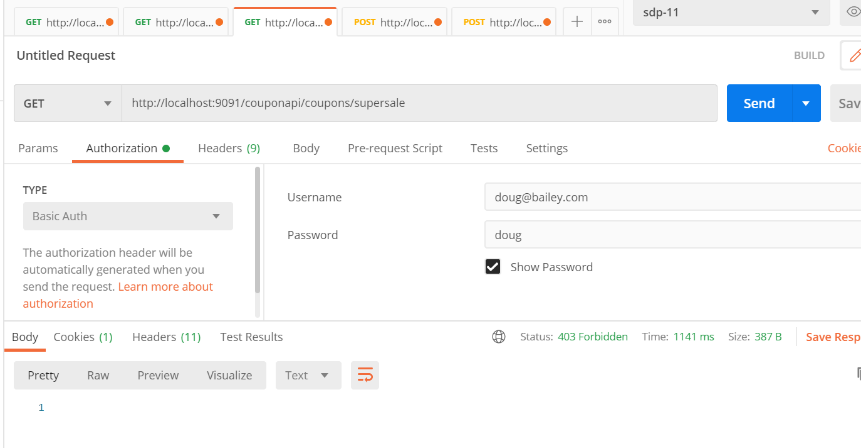 GET http://loca... GET http://loca... GET http://loca... POST http://loc... POST http://loc... sdp-11
Untitled Request BUILD
GET http://localhost:9091/couponapi/coupons/supersale Send Sav
Params Authorization Headers (9) Body Pre-request Script Tests Settings Cookie
TYPE
Basic Auth
The authorization header will be
automatically generated when you
send the request. Learn more about
authorization
Username doug@bailey.com
Password doug
Show Password
Body Cookies (1) Headers (11) Test Results Status: 403 Forbidden Time: 1141 ms Size: 387 B Save Resp
Pretty Raw Preview Visualize Text
1